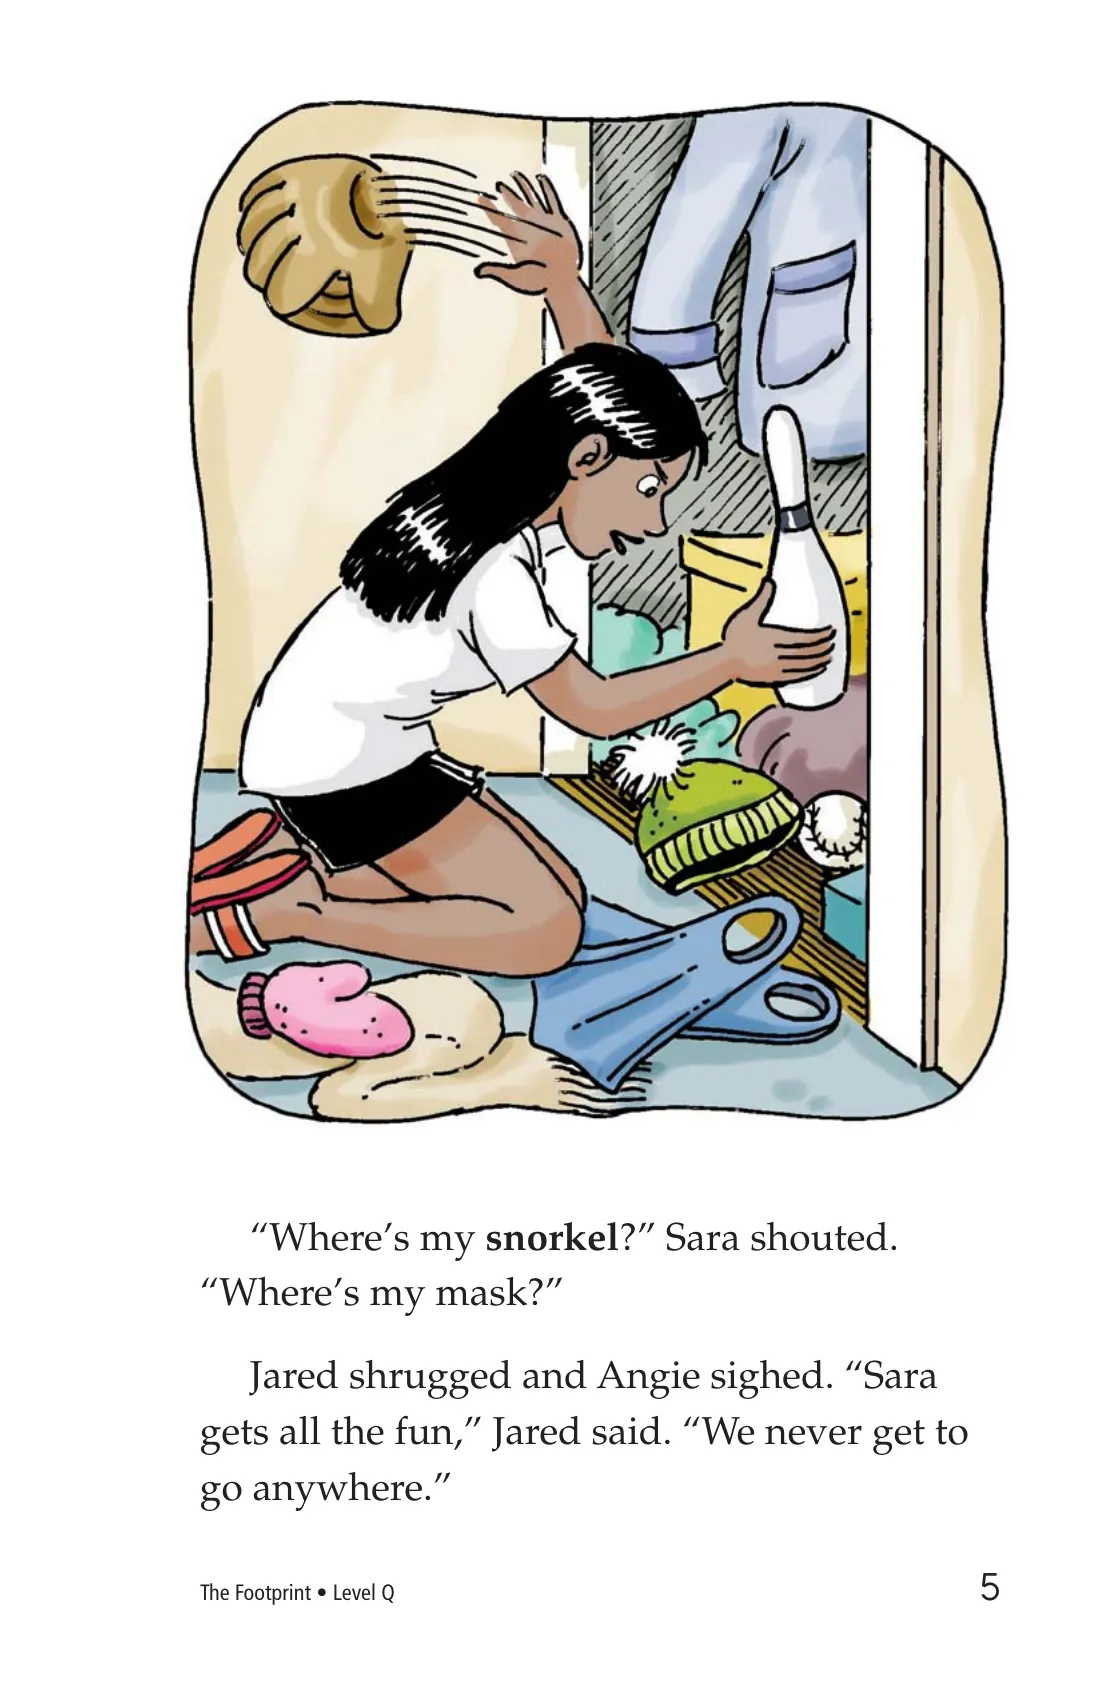 “Where’s my snorkel?” Sara shouted.
“Where’s my mask?”
Jared shrugged and Angie sighed. “Sara
gets all the fun,” Jared said. “We never get to
go anywhere.”
The Footprint • Level Q
5